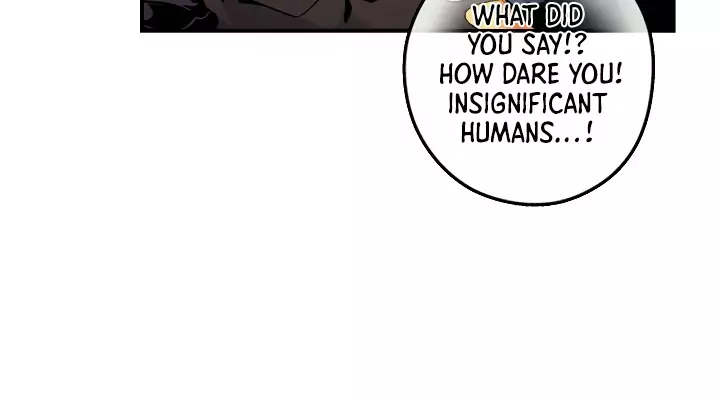 WHAT DID
YOU SAY!?
HOW DARE YOU!
INSIGNIFICANT
HUMANS...!